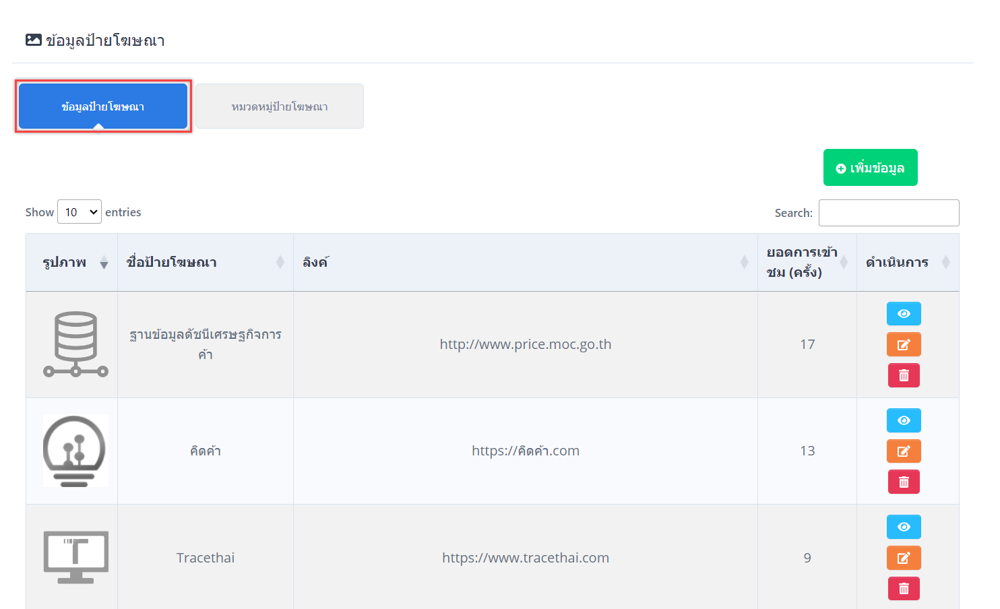 ข้อมูลป้ายโฆษณา
ข้อมูลป้ายโฆษณา
หมวดหมู่ป้ายโฆษณา
เพิ่มข้อมูล
Show 10 entries
Search:
รูปภาพ
ชื่อป้ายโฆษณา
ลิงค์
ยอดการเข้า
ชม (ครั้ง)
ดำเนินการ
ฐานข้อมูลดัชนีเศรษฐกิจการ
ค้า
http://www.price.moc.go.th
17
คิดค้า
https://คิดค้า.com
13
T
Tracethai
https://www.tracethai.com
9